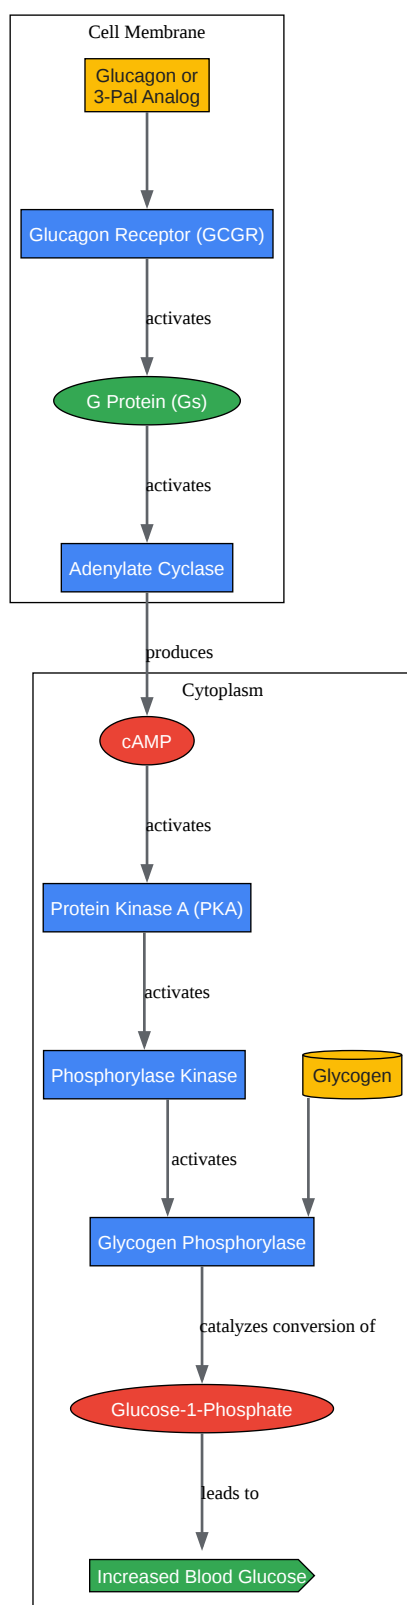 Cell Membrane
Glucagon or
3-Pal Analog
Glucagon Receptor (GCGR)
activates
G Protein (Gs)
activates
Adenylate Cyclase
produces
Cytoplasm
cAMP
activates
Protein Kinase A (PKA)
activates
Phosphorylase Kinase
Glycogen
activates
Glycogen Phosphorylase
catalyzes conversion of
Glucose-1-Phosphate
leads to
Increased Blood Glucose